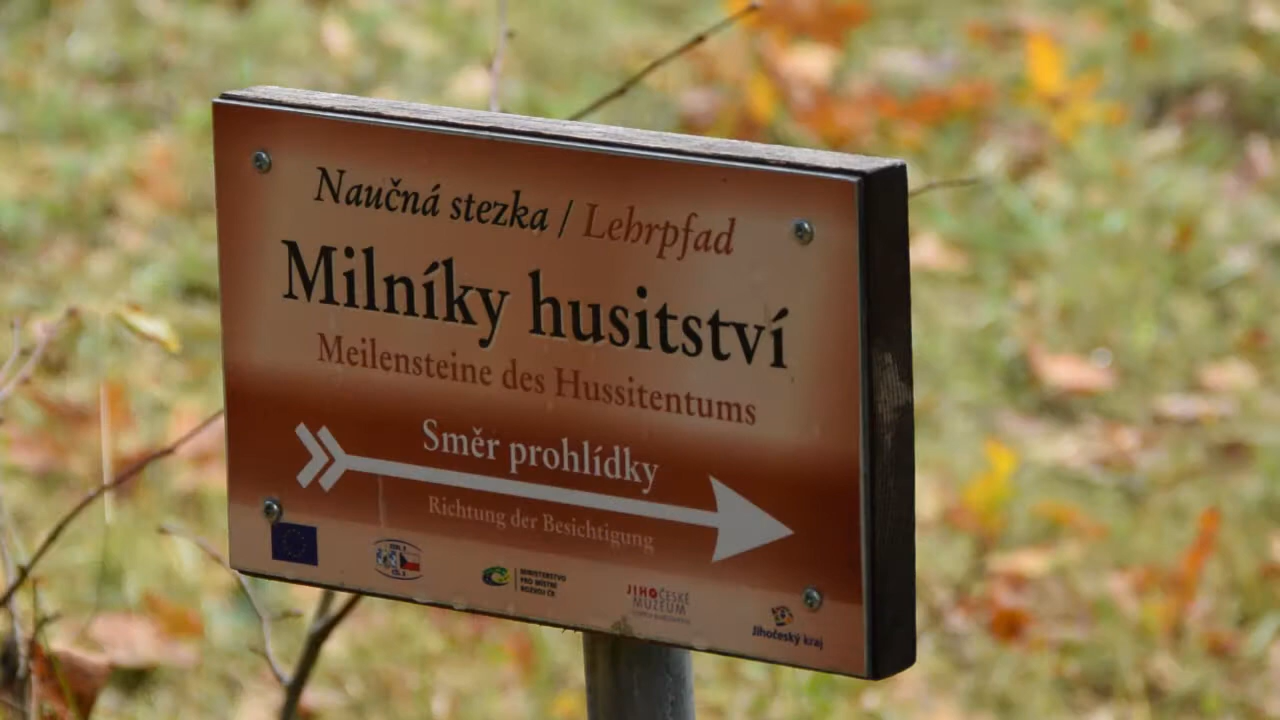 Naučná stezka / Lehrpfad
Milníky husitství
Meilensteine des Hussitentums
Směr prohlídky
Richtung der Besichtigung
MINISTERSTVO
PRO MÍSTNÍ
ROZVOJ ČR
JIHOČESKÉ
MUZEUM
Jihočeský kraj